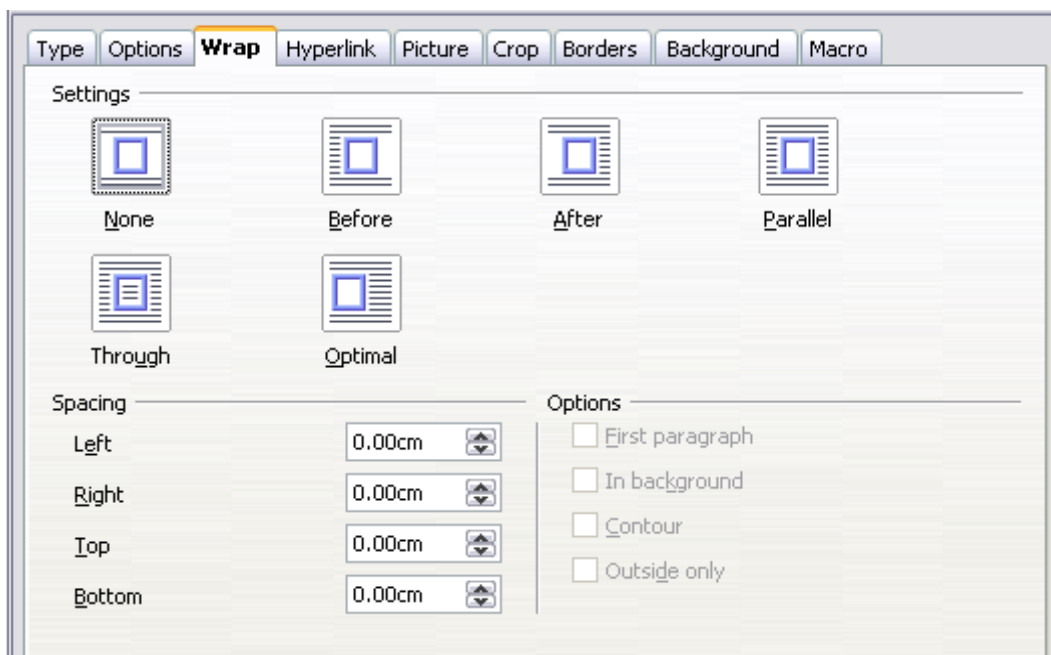 Type Options Wrap Hyperlink Picture Crop Borders Background Macro
Settings
None Before After Parallel
Through Optimal
Spacing Options
Left 0.00cm First paragraph
Right 0.00cm In background
Top 0.00cm Contour
Bottom 0.00cm Outside only